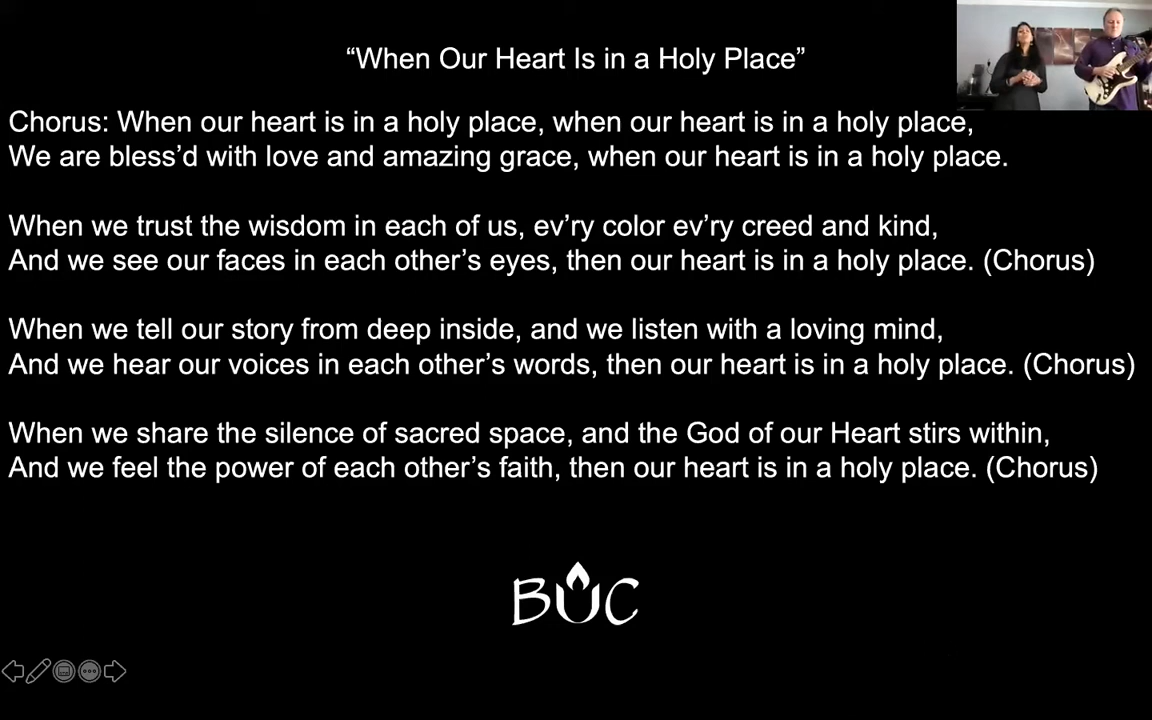 “When Our Heart Is in a Holy Place”
Chorus: When our heart is in a holy place, when our heart is in a holy place,
We are bless’d with love and amazing grace, when our heart is in a holy place.
When we trust the wisdom in each of us, ev’ry color ev’ry creed and kind,
And we see our faces in each other’s eyes, then our heart is in a holy place. (Chorus)
When we tell our story from deep inside, and we listen with a loving mind,
And we hear our voices in each other’s words, then our heart is in a holy place. (Chorus)
When we share the silence of sacred space, and the God of our Heart stirs within,
And we feel the power of each other’s faith, then our heart is in a holy place. (Chorus)
BUC